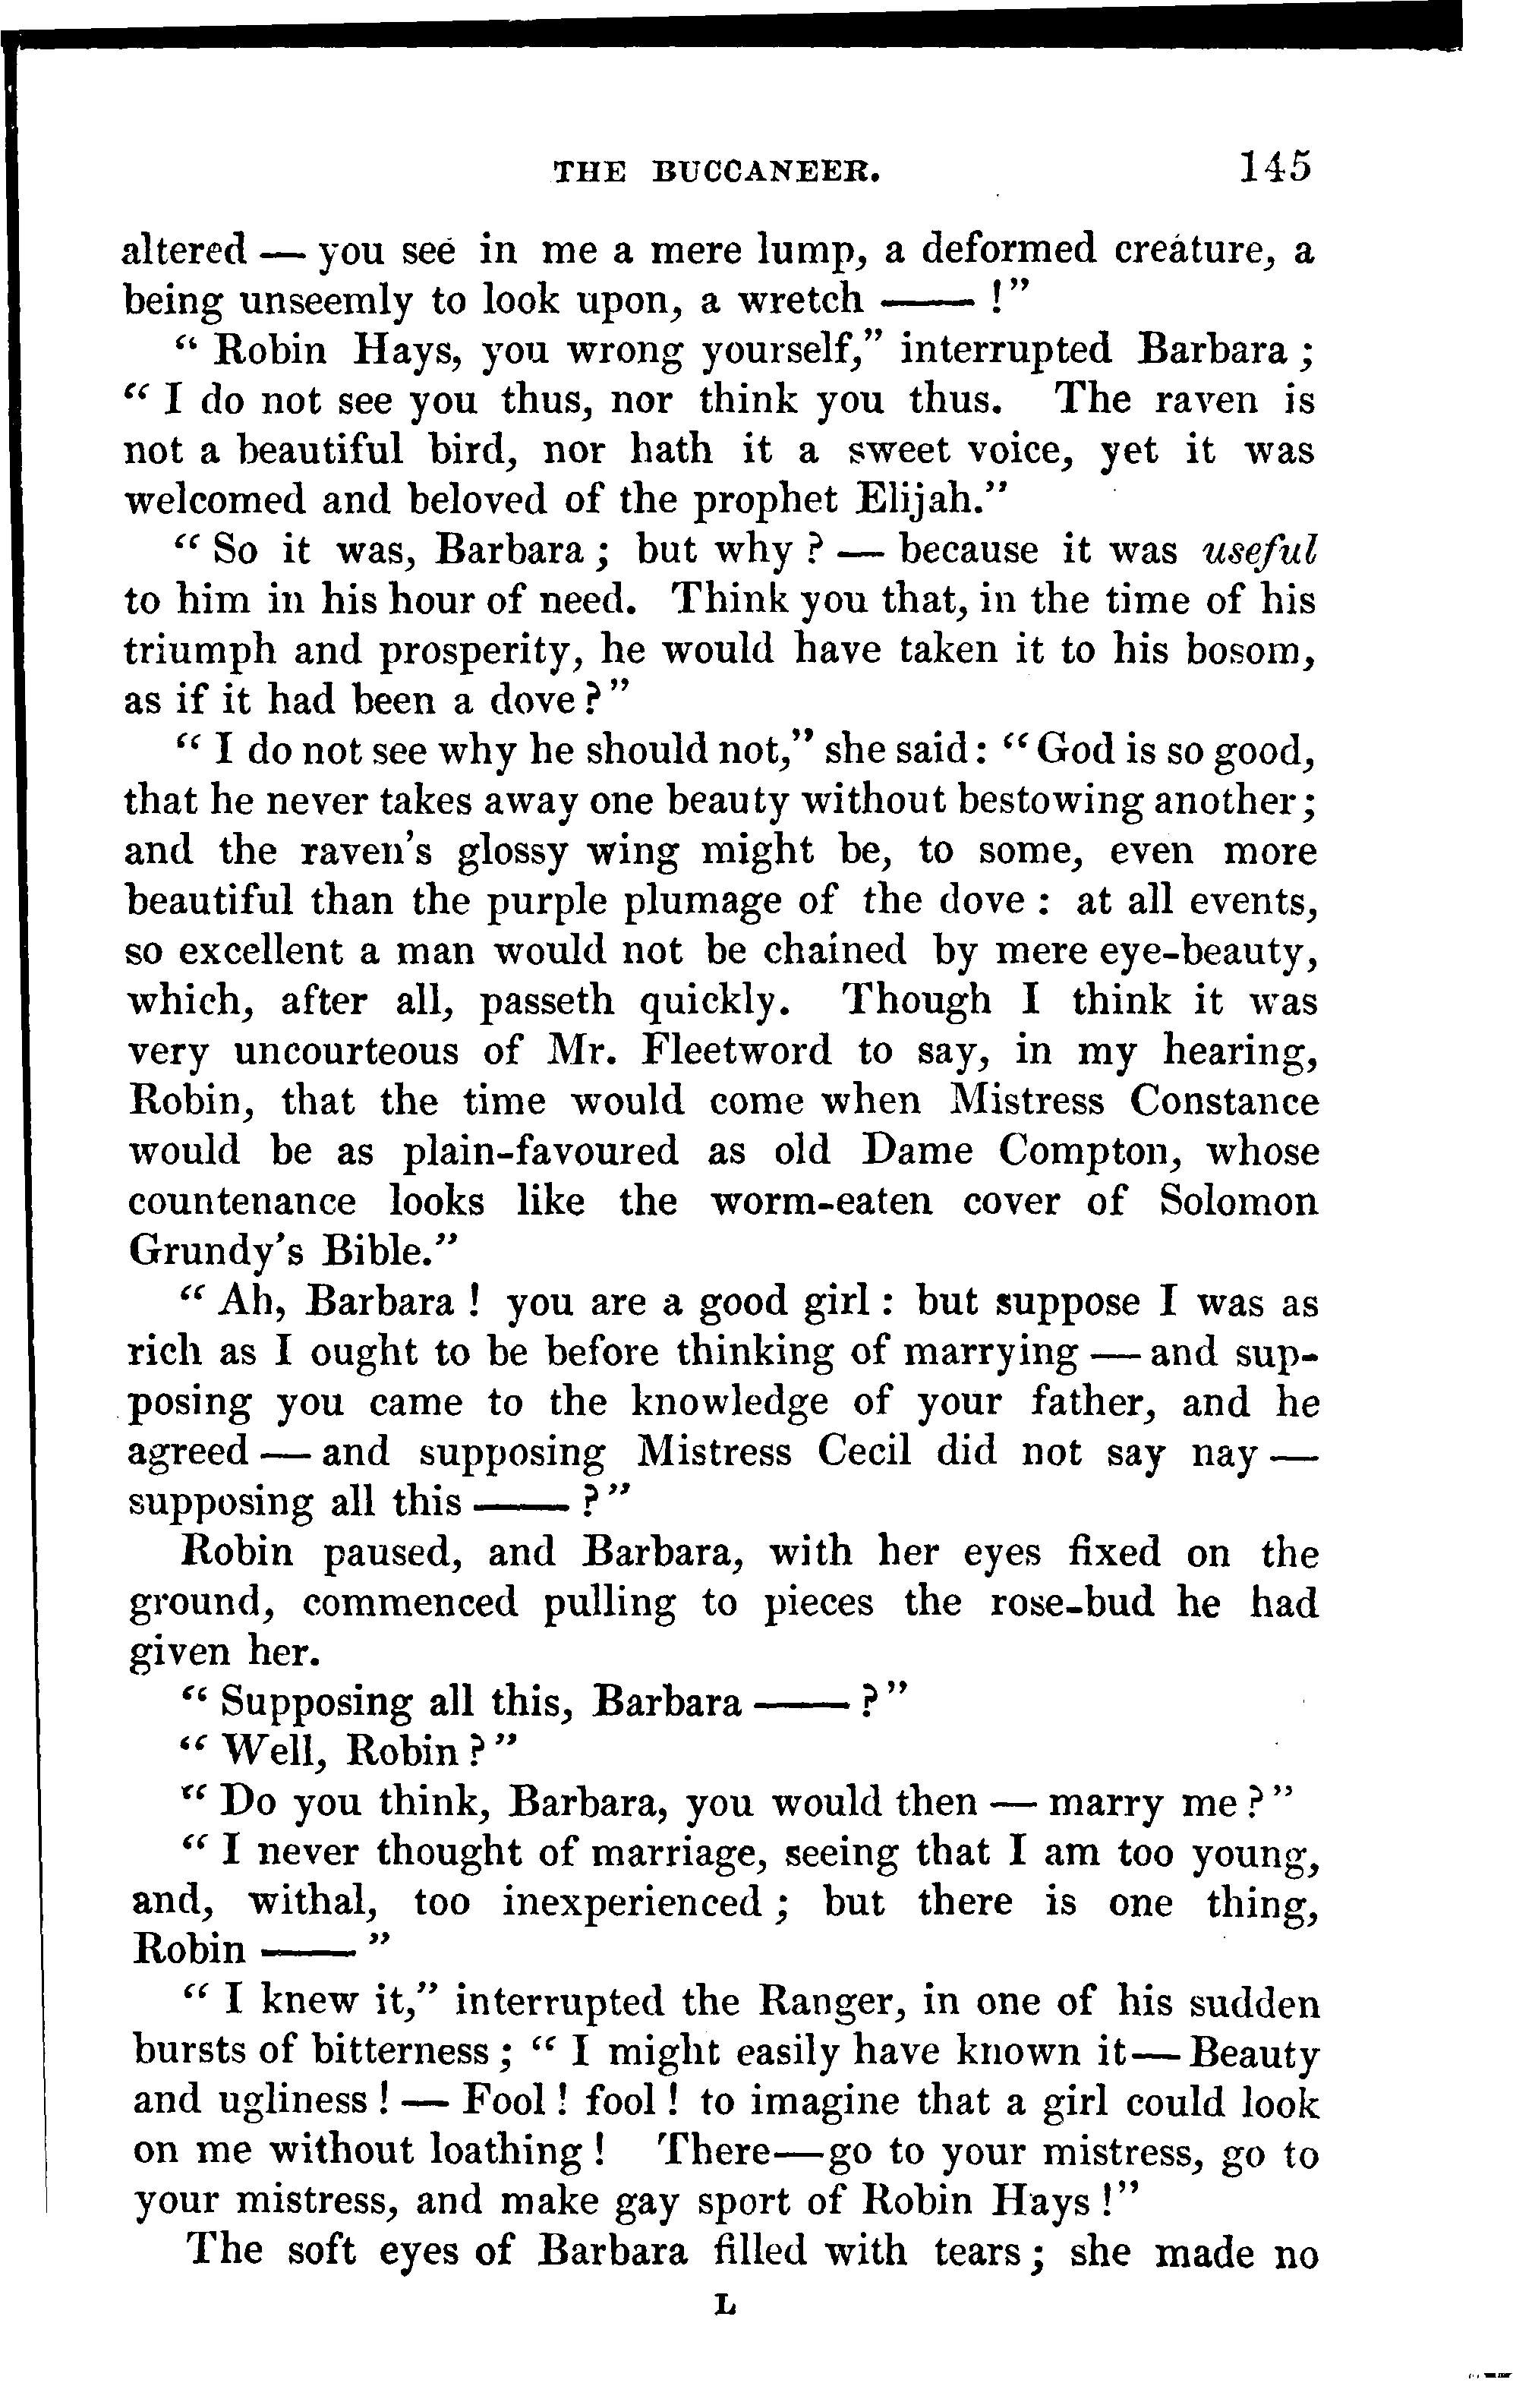 THE BUCCANEER. 145
altered — you see in me a mere lump, a deformed creature, a
being unseemly to look upon, a wretch —— !”
“ Robin Hays, you wrong yourself,” interrupted Barbara ;
“ I do not see you thus, nor think you thus. The raven is
not a beautiful bird, nor hath it a sweet voice, yet it was
welcomed and beloved of the prophet Elijah.”
“ So it was, Barbara ; but why ? — because it was useful
to him in his hour of need. Think you that, in the time of his
triumph and prosperity, he would have taken it to his bosom,
as if it had been a dove ?”
“ I do not see why he should not,” she said : “ God is so good,
that he never takes away one beauty without bestowing another ;
and the raven’s glossy wing might be, to some, even more
beautiful than the purple plumage of the dove : at all events,
so excellent a man would not be chained by mere eye-beauty,
which, after all, passeth quickly. Though I think it was
very uncourteous of Mr. Fleetword to say, in my hearing,
Robin, that the time would come when Mistress Constance
would be as plain-favoured as old Dame Compton, whose
countenance looks like the worm-eaten cover of Solomon
Grundy’s Bible.”
“ Ah, Barbara ! you are a good girl : but suppose I was as
rich as I ought to be before thinking of marrying — and sup-
posing you came to the knowledge of your father, and he
agreed — and supposing Mistress Cecil did not say nay —
supposing all this —— ?”
Robin paused, and Barbara, with her eyes fixed on the
ground, commenced pulling to pieces the rose-bud he had
given her.
“ Supposing all this, Barbara —— ?”
“ Well, Robin ?”
“ Do you think, Barbara, you would then — marry me ?”
“ I never thought of marriage, seeing that I am too young,
and, withal, too inexperienced ; but there is one thing,
Robin —— ”
“ I knew it,” interrupted the Ranger, in one of his sudden
bursts of bitterness ; “ I might easily have known it — Beauty
and ugliness ! — Fool ! fool ! to imagine that a girl could look
on me without loathing ! There — go to your mistress, go to
your mistress, and make gay sport of Robin Hays !”
The soft eyes of Barbara filled with tears ; she made no
L